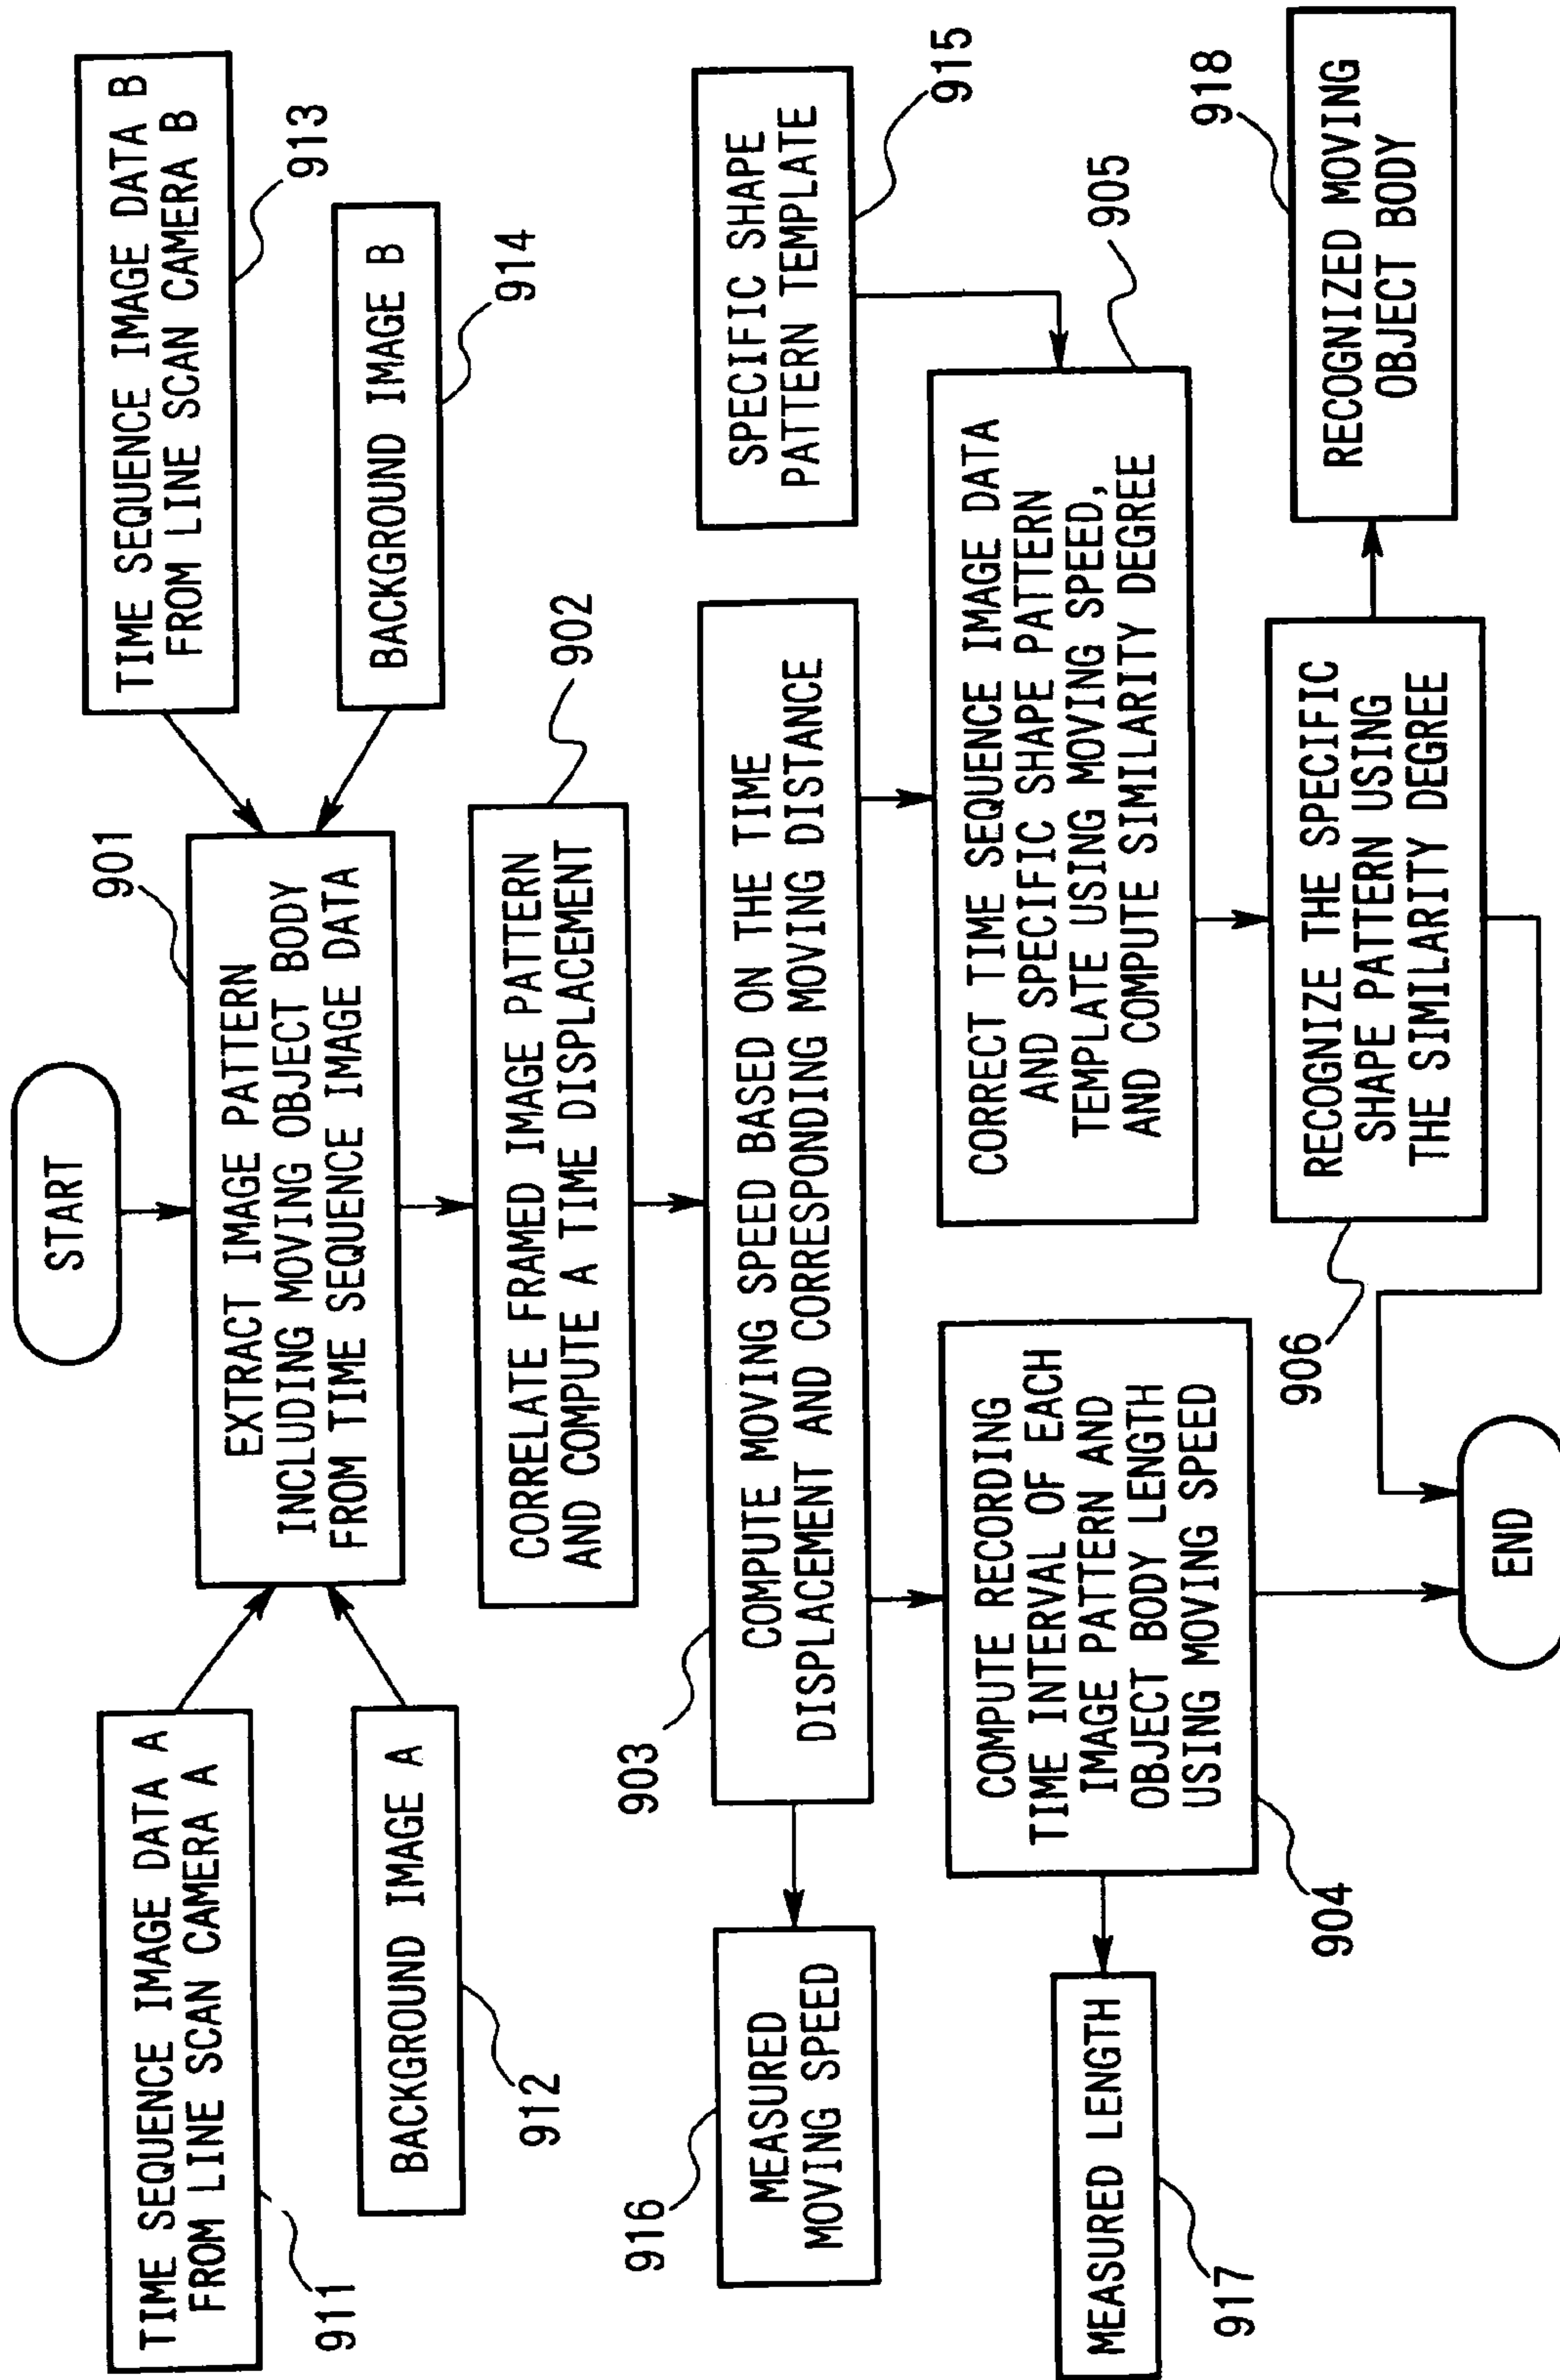 START
901
TIME SEQUENCE IMAGE DATA A
FROM LINE SCAN CAMERA A
911
EXTRACT IMAGE PATTERN
INCLUDING MOVING OBJECT BODY
FROM TIME SEQUENCE IMAGE DATA
TIME SEQUENCE IMAGE DATA B
FROM LINE SCAN CAMERA B
913
BACKGROUND IMAGE A
912
BACKGROUND IMAGE B
914
902
CORRELATE FRAMED IMAGE PATTERN
AND COMPUTE A TIME DISPLACEMENT
903
COMPUTE MOVING SPEED BASED ON THE TIME
DISPLACEMENT AND CORRESPONDING MOVING DISTANCE
916
MEASURED
MOVING SPEED
SPECIFIC SHAPE
PATTERN TEMPLATE
915
COMPUTE RECORDING
TIME INTERVAL OF EACH
IMAGE PATTERN AND
OBJECT BODY LENGTH
USING MOVING SPEED
904
MEASURED LENGTH
917
905
CORRECT TIME SEQUENCE IMAGE DATA
AND SPECIFIC SHAPE PATTERN
TEMPLATE USING MOVING SPEED,
AND COMPUTE SIMILARITY DEGREE
906
RECOGNIZE THE SPECIFIC
SHAPE PATTERN USING
THE SIMILARITY DEGREE
918
RECOGNIZED MOVING
OBJECT BODY
END